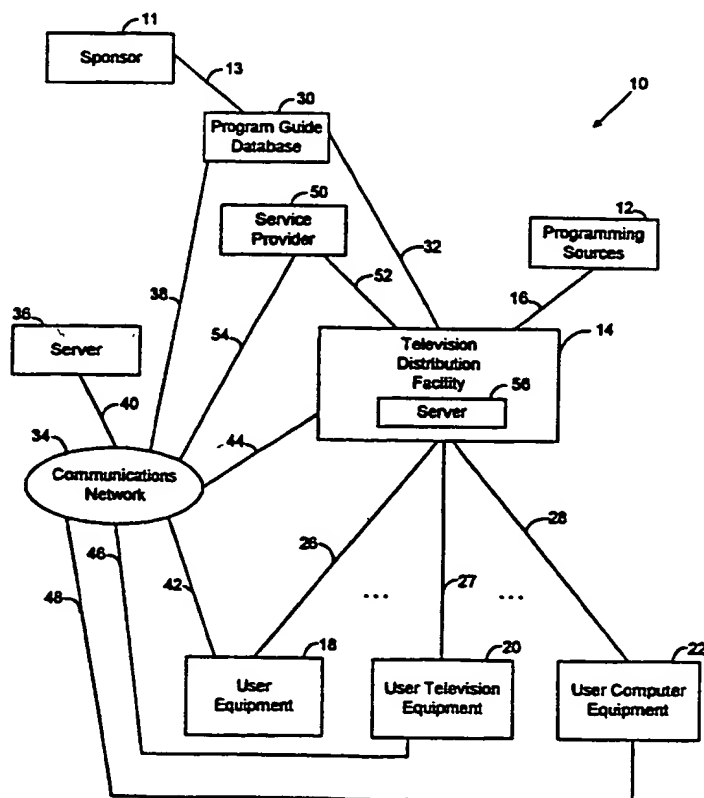 11
Sponsor
13
30
10
Program Guide
Database
50
12
Service
Provider
Programming
Sources
32
52
16
36
38
54
14
Server
Television
Distribution
Facility
56
Server
40
34
44
Communications
Network
26
28
46
42
27
48
... ...
18
20
22
User
Equipment
User Television
Equipment
User Computer
Equipment